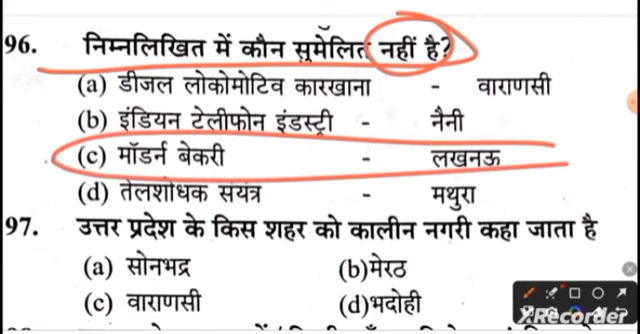 96. निम्नलिखित में कौन सुमेलित नहीं है?
(a) डीजल लोकोमोटिव कारखाना - वाराणसी
(b) इंडियन टेलीफोन इंडस्ट्री - नैनी
(c) मॉडर्न बेकरी - लखनऊ
(d) तेलशोधक संयंत्र - मथुरा
97. उत्तर प्रदेश के किस शहर को कालीन नगरी कहा जाता है
(a) सोनभद्र (b) मेरठ
(c) वाराणसी (d) भदोही
XRecorder